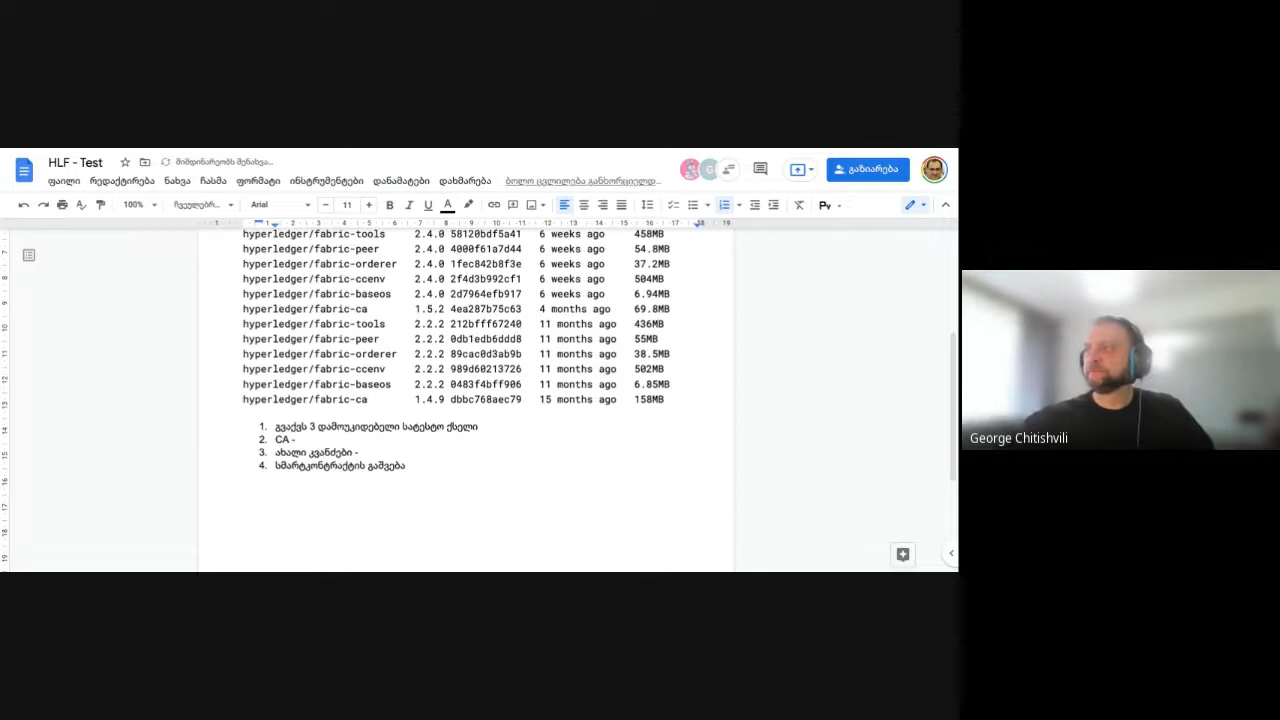 HLF - Test
მიმდინარეობს შენახვა...
ფაილი რედაქტირება ნახვა ჩასმა ფორმატი ინსტრუმენტები დანამატები დახმარება ბოლო ცვლილება განხორციელდ...
გაზიარება
100% ჩვეულებრ... Arial 11
hyperledger/fabric-tools 2.4.0 58120bdf5a41 6 weeks ago 458MB
hyperledger/fabric-peer 2.4.0 4000f61a7d44 6 weeks ago 54.8MB
hyperledger/fabric-orderer 2.4.0 1fec842b8f3e 6 weeks ago 37.2MB
hyperledger/fabric-ccenv 2.4.0 2f4d3b992cf1 6 weeks ago 504MB
hyperledger/fabric-baseos 2.4.0 2d7964efb917 6 weeks ago 6.94MB
hyperledger/fabric-ca 1.5.2 4ea287b75c63 4 months ago 69.8MB
hyperledger/fabric-tools 2.2.2 212bfff67240 11 months ago 436MB
hyperledger/fabric-peer 2.2.2 0db1edb6ddd8 11 months ago 55MB
hyperledger/fabric-orderer 2.2.2 89cac0d3ab9b 11 months ago 38.5MB
hyperledger/fabric-ccenv 2.2.2 989d60213726 11 months ago 502MB
hyperledger/fabric-baseos 2.2.2 0483f4bff906 11 months ago 6.85MB
hyperledger/fabric-ca 1.4.9 dbbc768aec79 15 months ago 158MB
1. გვაქვს 3 დამოუკიდებელი სატესტო ქსელი
2. CA -
3. ახალი კვანძები -
4. სმარტკონტრაქტის გაშვება
George Chitishvili